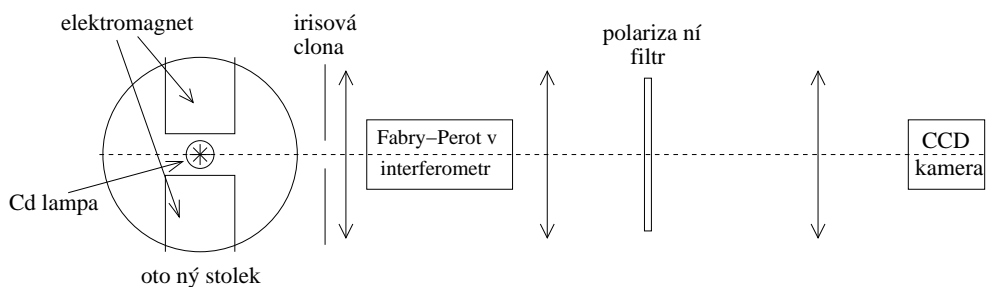 elektromagnet
irisová
clona
polariza ní
filtr
Fabry–Perot v
interferometr
CCD
kamera
Cd lampa
oto ný stolek